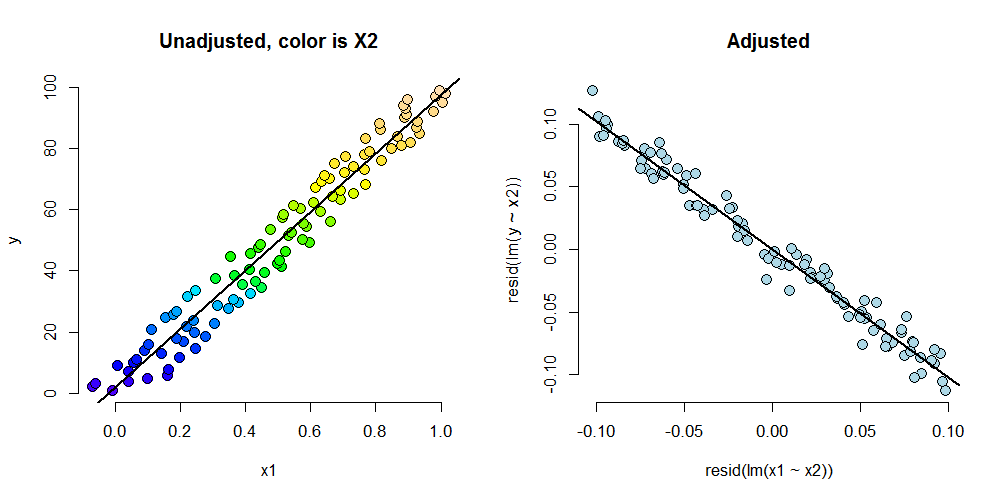 Unadjusted, color is X2
y
0
20
40
60
80
100
0.0 0.2 0.4 0.6 0.8 1.0
x1
Adjusted
resid(lm(y ~ x2))
-0.10
-0.05
0.00
0.05
0.10
-0.10 -0.05 0.00 0.05 0.10
resid(lm(x1 ~ x2))